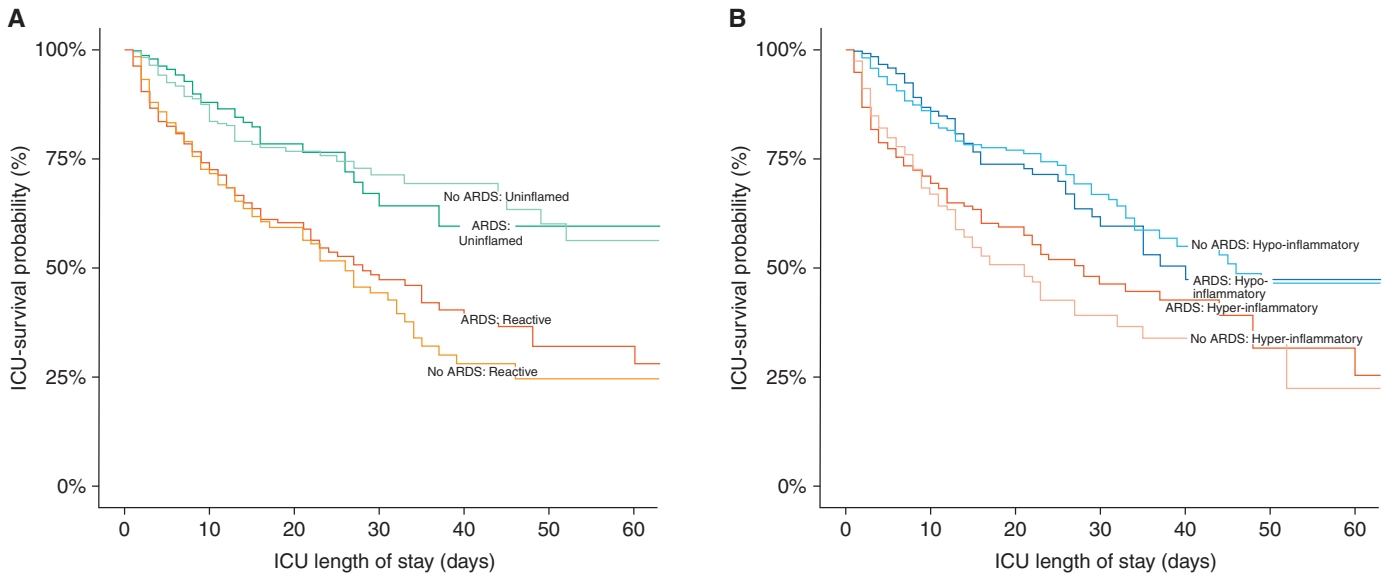 A
ICU-survival probability (%)
100%
75%
50%
25%
0%
No ARDS: Uninflamed
ARDS:
Uninflamed
ARDS: Reactive
No ARDS: Reactive
0 10 20 30 40 50 60
ICU length of stay (days)
B
ICU-survival probability (%)
100%
75%
50%
25%
0%
No ARDS: Hypo-inflammatory
ARDS: Hypo-
inflammatory
ARDS: Hyper-inflammatory
No ARDS: Hyper-inflammatory
0 10 20 30 40 50 60
ICU length of stay (days)